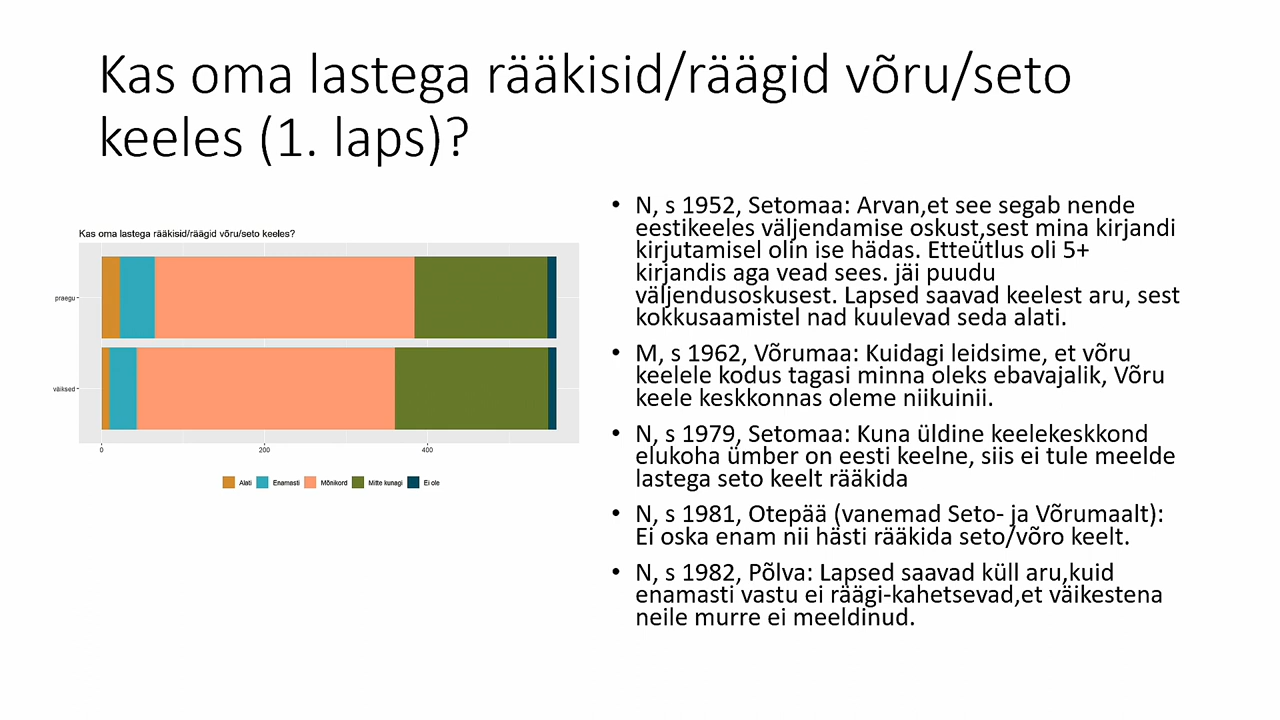 Kas oma lastega rääkisid/räägid võru/seto
keeles (1. laps)?
Kas oma lastega rääkisid/räägid võru/seto keeles?
praegu
väiksed
0
200
400
Alati
Enamasti
Mõnikord
Mitte kunagi
Ei ole
• N, s 1952, Setomaa: Arvan,et see segab nende
eestikeeles väljendamise oskust,sest mina kirjandi
kirjutamisel olin ise hädas. Etteütlus oli 5+
kirjandis aga vead sees. jäi puudu
väljendusoskusest. Lapsed saavad keelest aru, sest
kokkusaamistel nad kuulevad seda alati.
• M, s 1962, Võrumaa: Kuidagi leidsime, et võru
keelele kodus tagasi minna oleks ebavajalik, Võru
keele keskkonnas oleme niikuinii.
• N, s 1979, Setomaa: Kuna üldine keelekeskkond
elukoha ümber on eesti keelne, siis ei tule meelde
lastega seto keelt rääkida
• N, s 1981, Otepää (vanemad Seto- ja Võrumaalt):
Ei oska enam nii hästi rääkida seto/võro keelt.
• N, s 1982, Põlva: Lapsed saavad küll aru,kuid
enamasti vastu ei räägi-kahetsevad,et väikestena
neile murre ei meeldinud.